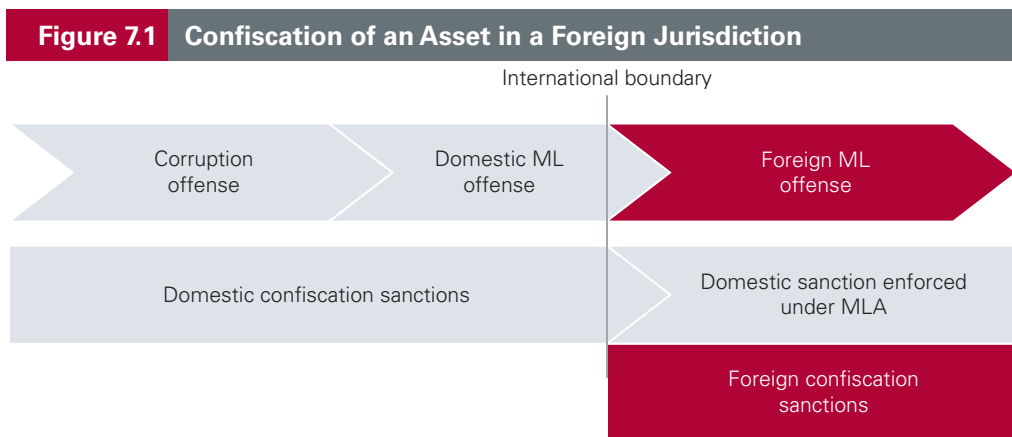 Figure 7.1 Confiscation of an Asset in a Foreign Jurisdiction
International boundary
Corruption
offense
Domestic ML
offense
Foreign ML
offense
Domestic confiscation sanctions
Domestic sanction enforced
under MLA
Foreign confiscation
sanctions